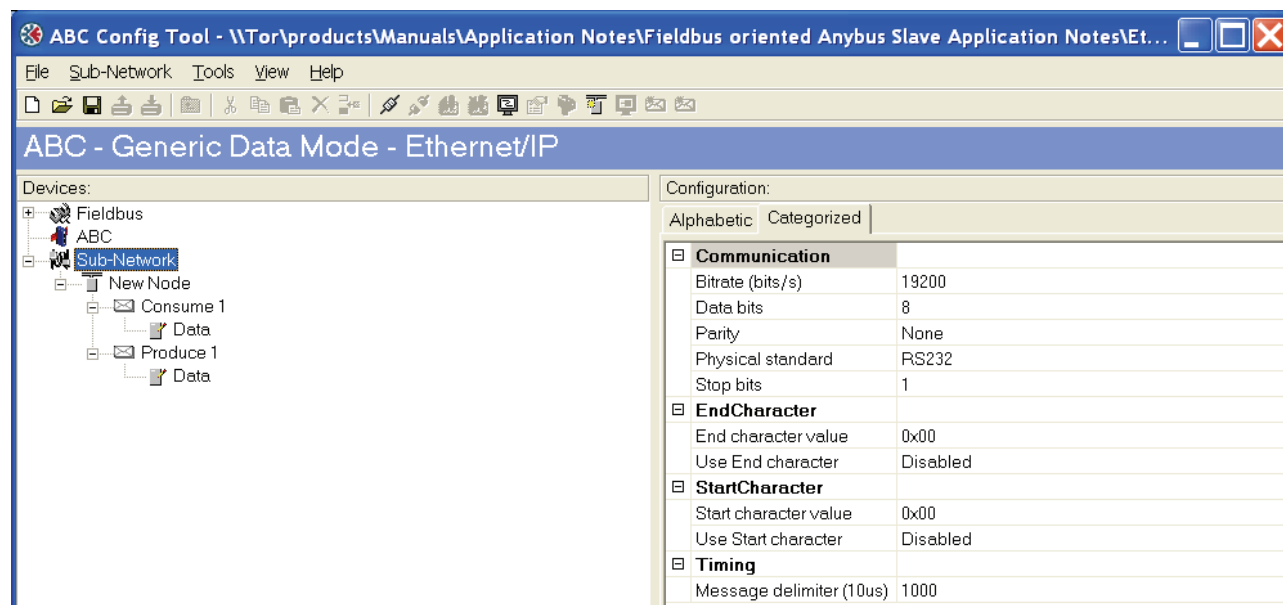 ABC Config Tool - \\Tor\products\Manuals\Application Notes\Fieldbus oriented Anybus Slave Application Notes\Et...
File Sub-Network Tools View Help
ABC - Generic Data Mode - Ethernet/IP
Devices:
Fieldbus
ABC
Sub-Network
New Node
Consume 1
Data
Produce 1
Data
Configuration:
Alphabetic Categorized
Communication
Bitrate (bits/s) 19200
Data bits 8
Parity None
Physical standard RS232
Stop bits 1
EndCharacter
End character value 0x00
Use End character Disabled
StartCharacter
Start character value 0x00
Use Start character Disabled
Timing
Message delimiter (10us) 1000